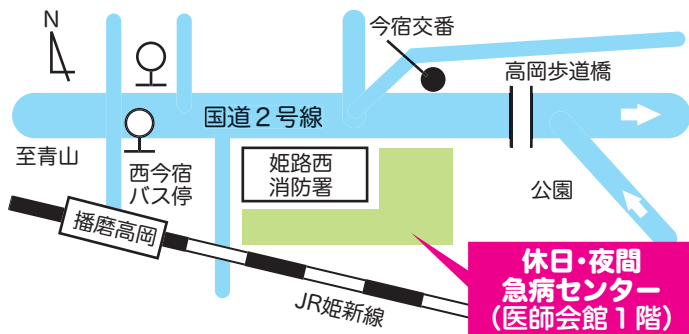 N
今宿交番
高岡歩道橋
国道2号線
至青山
西今宿
バス停
姫路西
消防署
公園
播磨高岡
JR姫新線
休日・夜間
急病センター
(医師会館1階)